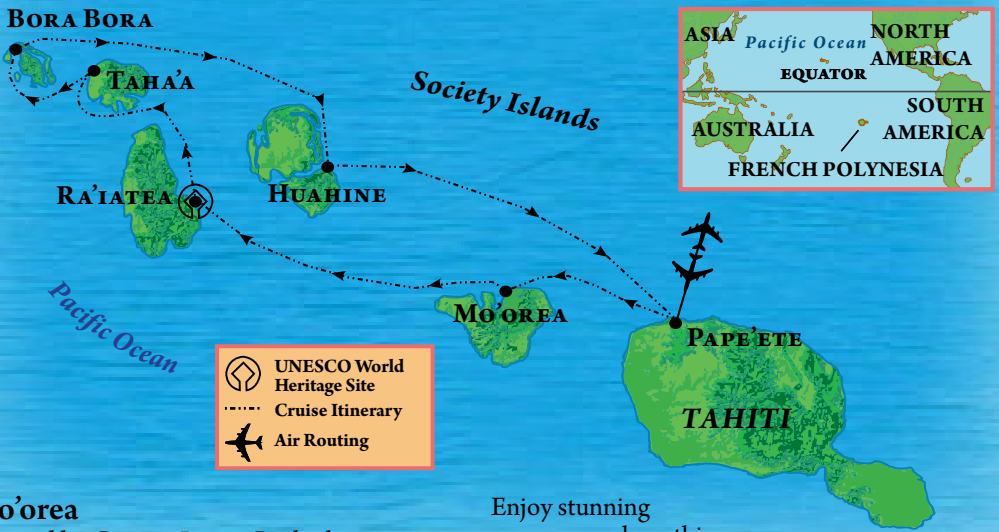 BORA BORA
TAHA'A
Society Islands
ASIA
Pacific Ocean
NORTH
AMERICA
EQUATOR
SOUTH
AMERICA
AUSTRALIA
FRENCH POLYNESIA
RA'IATEA
HUAHINE
MO'OREA
PAPE'ETE
TAHITI
Pacific Ocean
UNESCO World
Heritage Site
Cruise Itinerary
Air Routing
o'orea
Enjoy stunning